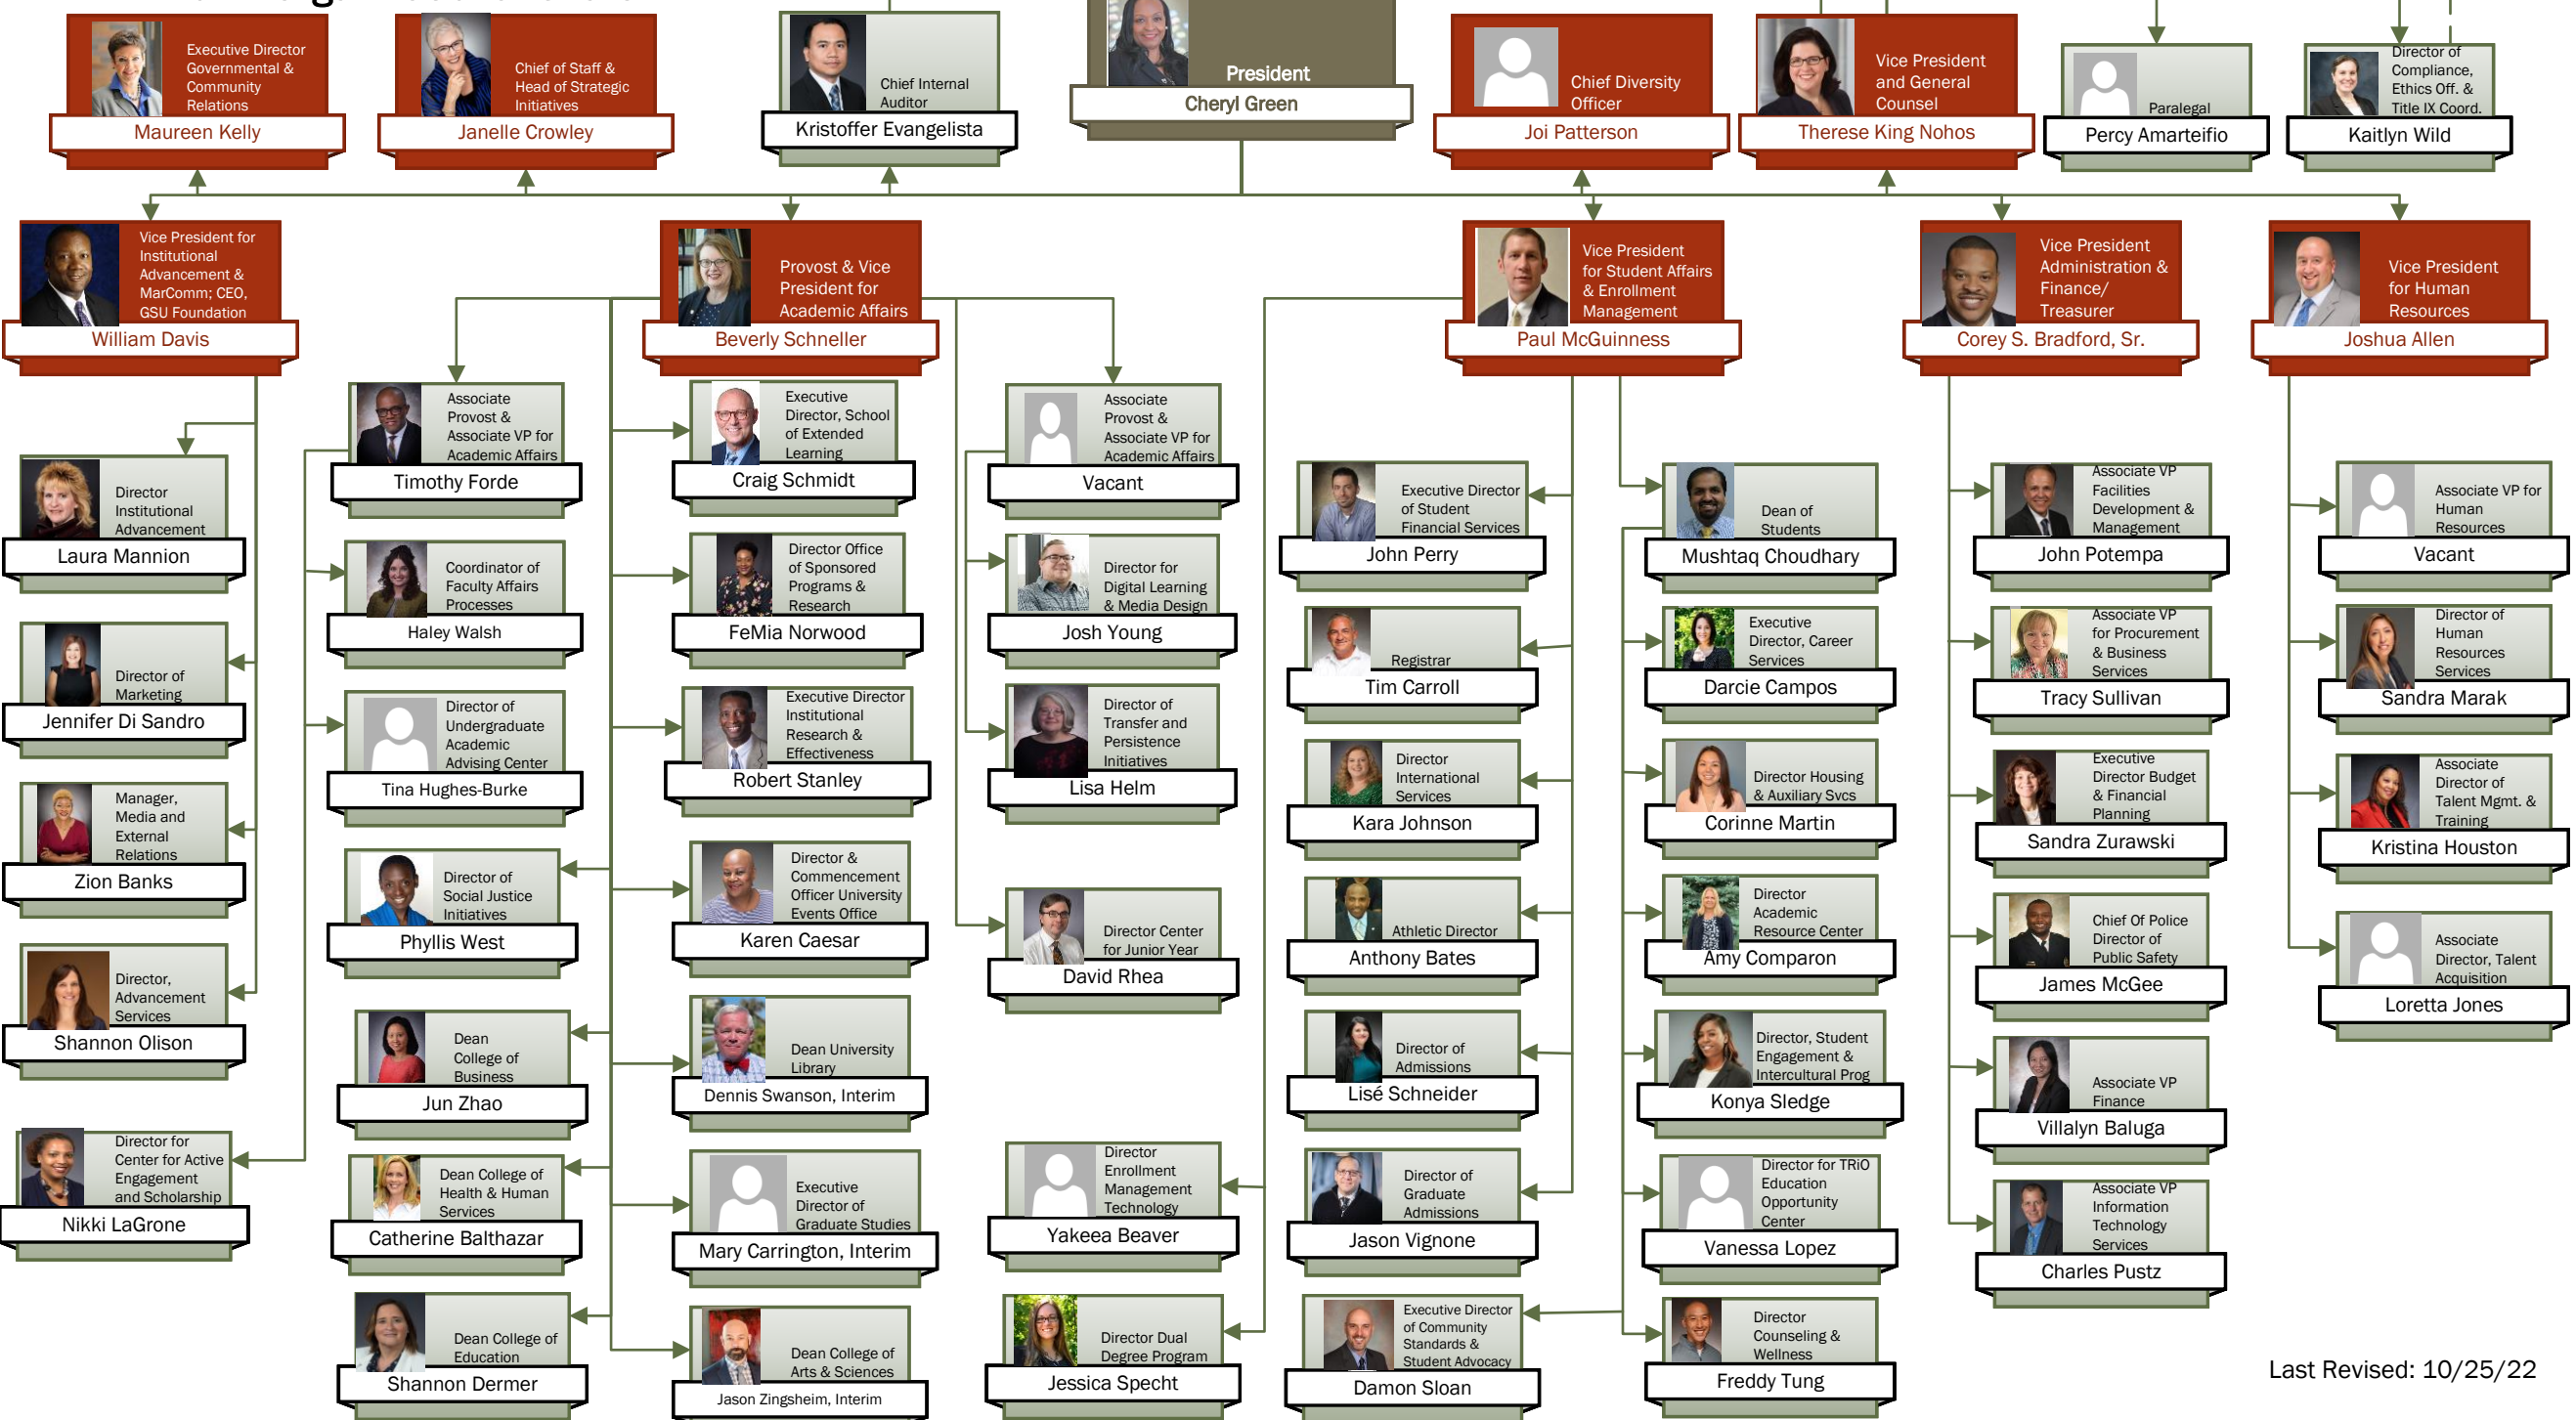 Executive Director
Governmental &
Community
Relations
Maureen Kelly
Chief of Staff &
Head of Strategic
Initiatives
Janelle Crowley
Chief Internal
Auditor
Kristoffer Evangelista
President
Cheryl Green
Chief Diversity
Officer
Joi Patterson
Vice President
and General
Counsel
Therese King Nohos
Paralegal
Percy Amarteifio
Director of
Compliance,
Ethics Off. &
Title IX Coord.
Kaitlyn Wild
Vice President for
Institutional
Advancement &
MarComm; CEO,
GSU Foundation
William Davis
Provost & Vice
President for
Academic Affairs
Beverly Schneller
Vice President
for Student Affairs
& Enrollment
Management
Paul McGuinness
Vice President
Administration &
Finance/
Treasurer
Corey S. Bradford, Sr.
Vice President
for Human
Resources
Joshua Allen
Director
Institutional
Advancement
Laura Mannion
Director of
Marketing
Jennifer Di Sandro
Manager,
Media and
External
Relations
Zion Banks
Director,
Advancement
Services
Shannon Olison
Director for
Center for Active
Engagement
and Scholarship
Nikki LaGrone
Associate
Provost &
Associate VP for
Academic Affairs
Timothy Forde
Coordinator of
Faculty Affairs
Processes
Haley Walsh
Director of
Undergraduate
Academic
Advising Center
Tina Hughes-Burke
Director of
Social Justice
Initiatives
Phyllis West
Dean
College of
Business
Jun Zhao
Dean College of
Health & Human
Services
Catherine Balthazar
Dean College of
Education
Shannon Dermer
Executive
Director, School
of Extended
Learning
Craig Schmidt
Director Office
of Sponsored
Programs &
Research
FeMia Norwood
Executive Director
Institutional
Research &
Effectiveness
Robert Stanley
Director &
Commencement
Officer University
Events Office
Karen Caesar
Dean University
Library
Dennis Swanson, Interim
Executive
Director of
Graduate Studies
Mary Carrington, Interim
Dean College of
Arts & Sciences
Jason Zingsheim, Interim
Associate
Provost &
Associate VP for
Academic Affairs
Vacant
Director for
Digital Learning
& Media Design
Josh Young
Director of
Transfer and
Persistence
Initiatives
Lisa Helm
Director Center
for Junior Year
David Rhea
Director
Enrollment
Management
Technology
Yakeea Beaver
Director Dual
Degree Program
Jessica Specht
Executive Director
of Student
Financial Services
John Perry
Registrar
Tim Carroll
Director
International
Services
Kara Johnson
Athletic Director
Anthony Bates
Director of
Admissions
Lisé Schneider
Director of
Graduate
Admissions
Jason Vignone
Executive Director
of Community
Standards &
Student Advocacy
Damon Sloan
Dean of
Students
Mushtaq Choudhary
Executive
Director, Career
Services
Darcie Campos
Director Housing
& Auxiliary Svcs
Corinne Martin
Director
Academic
Resource Center
Amy Comparon
Director, Student
Engagement &
Intercultural Prog
Konya Sledge
Director for TRiO
Education
Opportunity
Center
Vanessa Lopez
Director
Counseling &
Wellness
Freddy Tung
Associate VP
Facilities
Development &
Management
John Potempa
Associate VP
for Procurement
& Business
Services
Tracy Sullivan
Executive
Director Budget
& Financial
Planning
Sandra Zurawski
Chief Of Police
Director of
Public Safety
James McGee
Associate VP
Finance
Villalyn Baluga
Associate VP
Information
Technology
Services
Charles Pustz
Associate VP for
Human
Resources
Vacant
Director of
Human
Resources
Services
Sandra Marak
Associate
Director of
Talent Mgmt. &
Training
Kristina Houston
Associate
Director, Talent
Acquisition
Loretta Jones
Last Revised: 10/25/22